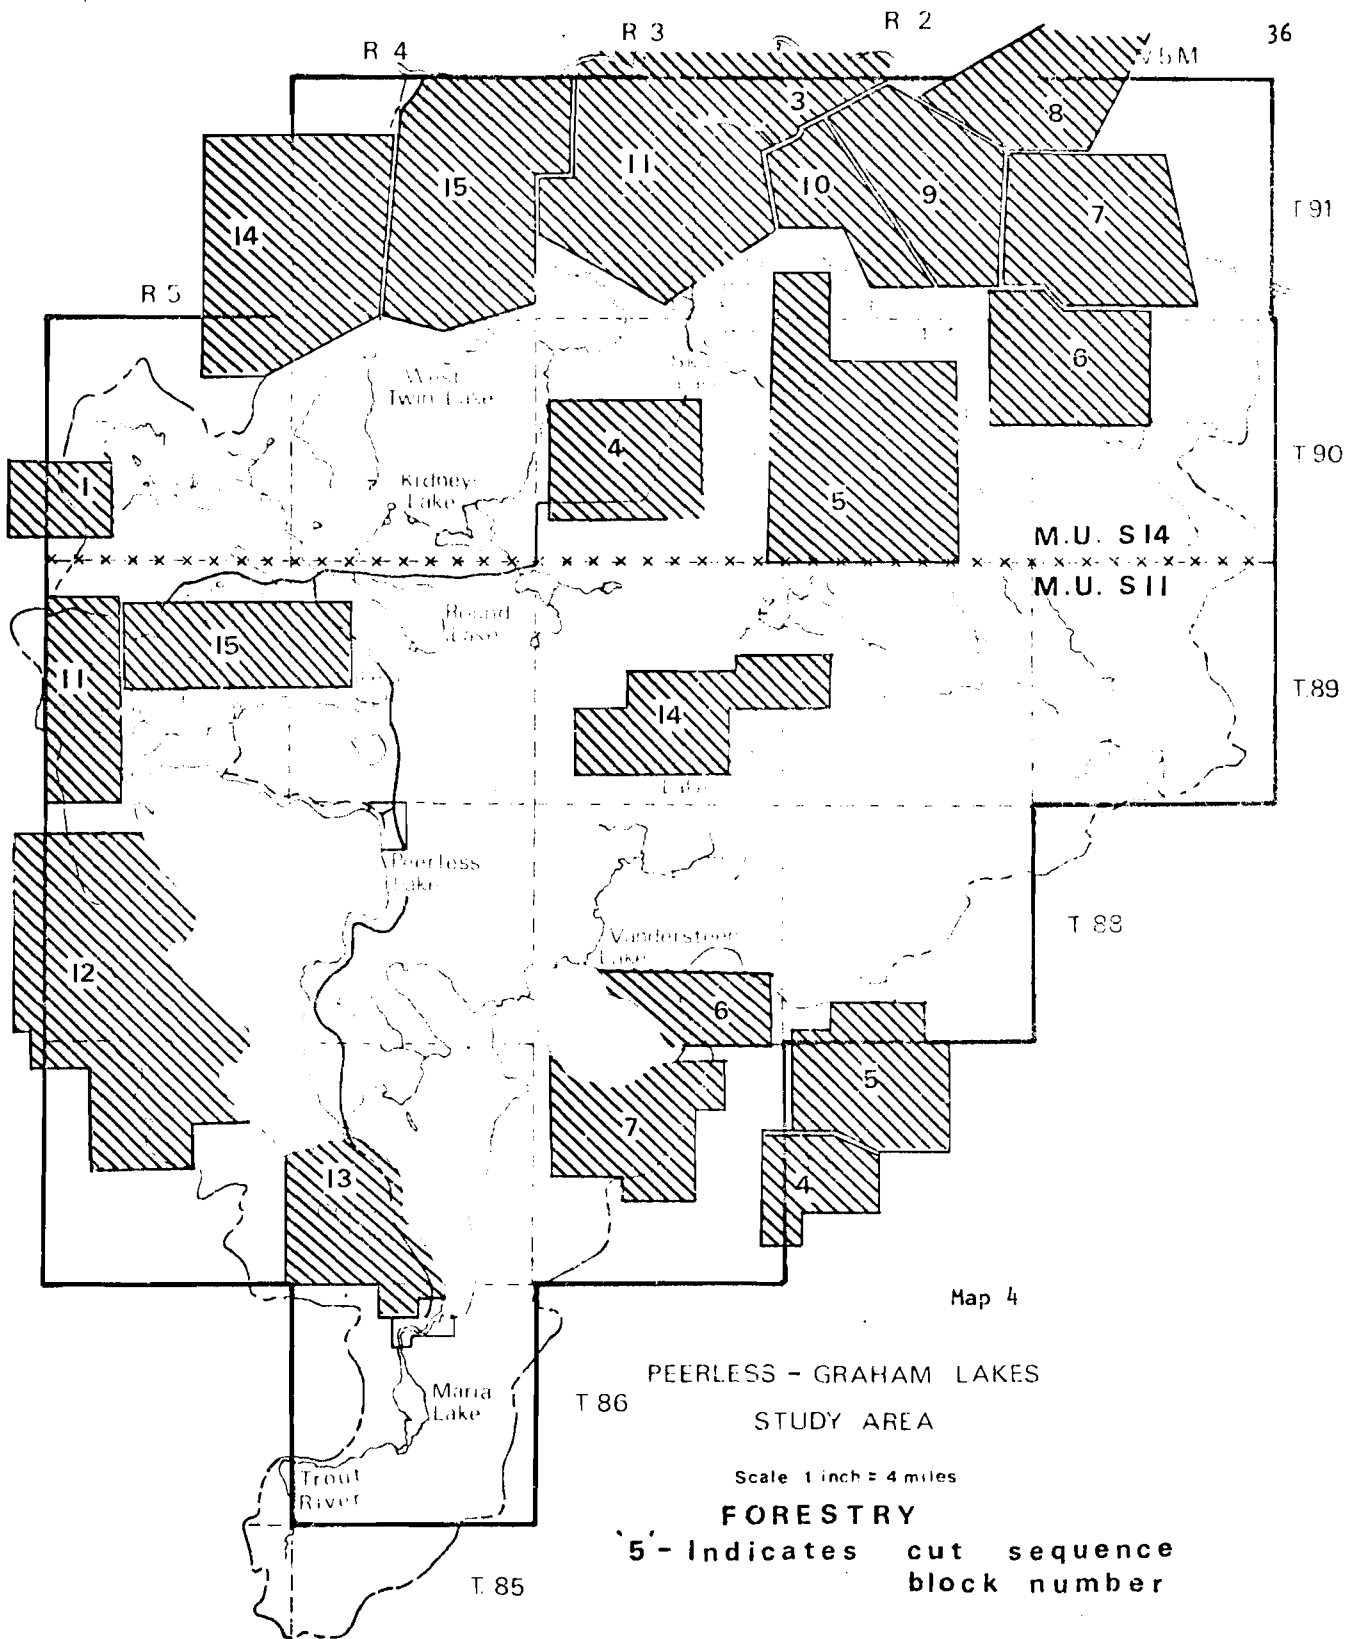 36
R 2
R 3
R 4
W5M
3
8
11
10
15
9
7
T 91
14
R 5
6
West
Twin Lake
4
T 90
1
Kidney
Lake
5
M.U. S14
M.U. S11
Round
Lake
15
11
T.89
14
Lake
Peerless
Lake
T 88
Vandersteen
Lake
12
6
5
7
13
4
Map 4
PEERLESS - GRAHAM LAKES
Maria
Lake
T 86
STUDY AREA
Scale 1 inch = 4 miles
Trout
River
FORESTRY
'5'- Indicates cut sequence
block number
T. 85